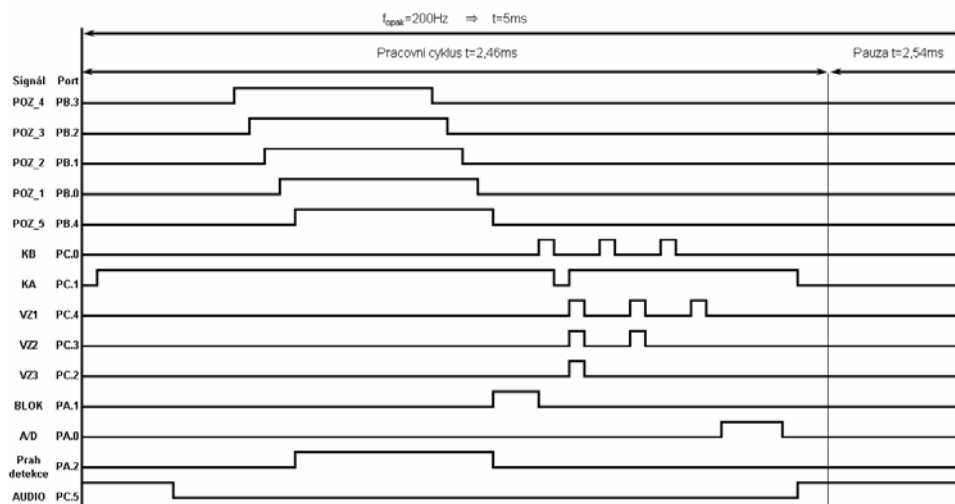 fopak=200Hz ⇒ t=5ms
Pracovní cyklus t=2,46ms Pauza t=2,54ms
Signál Port
POZ_4 PB.3
POZ_3 PB.2
POZ_2 PB.1
POZ_1 PB.0
POZ_5 PB.4
KB PC.0
KA PC.1
VZ1 PC.4
VZ2 PC.3
VZ3 PC.2
BLOK PA.1
A/D PA.0
Prah detekce PA.2
AUDIO PC.5